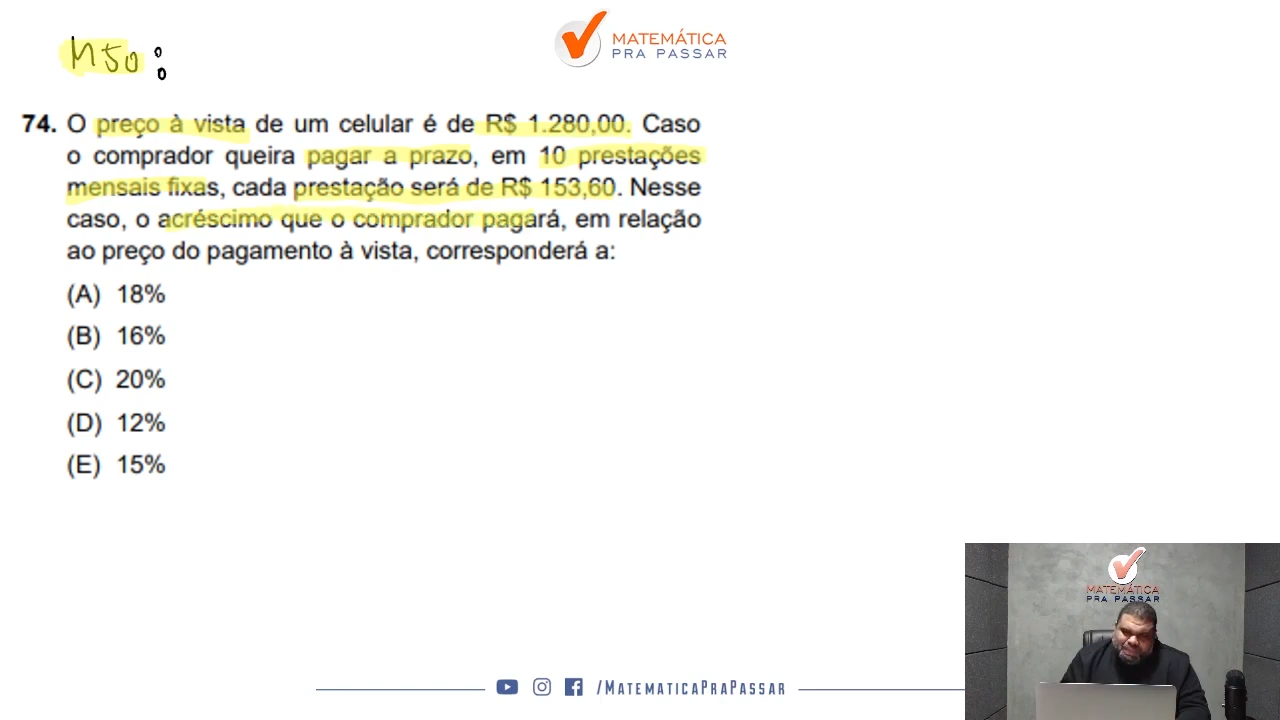 M50:
MATEMÁTICA
PRA PASSAR
74. O preço à vista de um celular é de R$ 1.280,00. Caso
o comprador queira pagar a prazo, em 10 prestações
mensais fixas, cada prestação será de R$ 153,60. Nesse
caso, o acréscimo que o comprador pagará, em relação
ao preço do pagamento à vista, corresponderá a:
(A) 18%
(B) 16%
(C) 20%
(D) 12%
(E) 15%
MATEMÁTICA
PRA PASSAR
/MATEMATICAPRAPASSAR